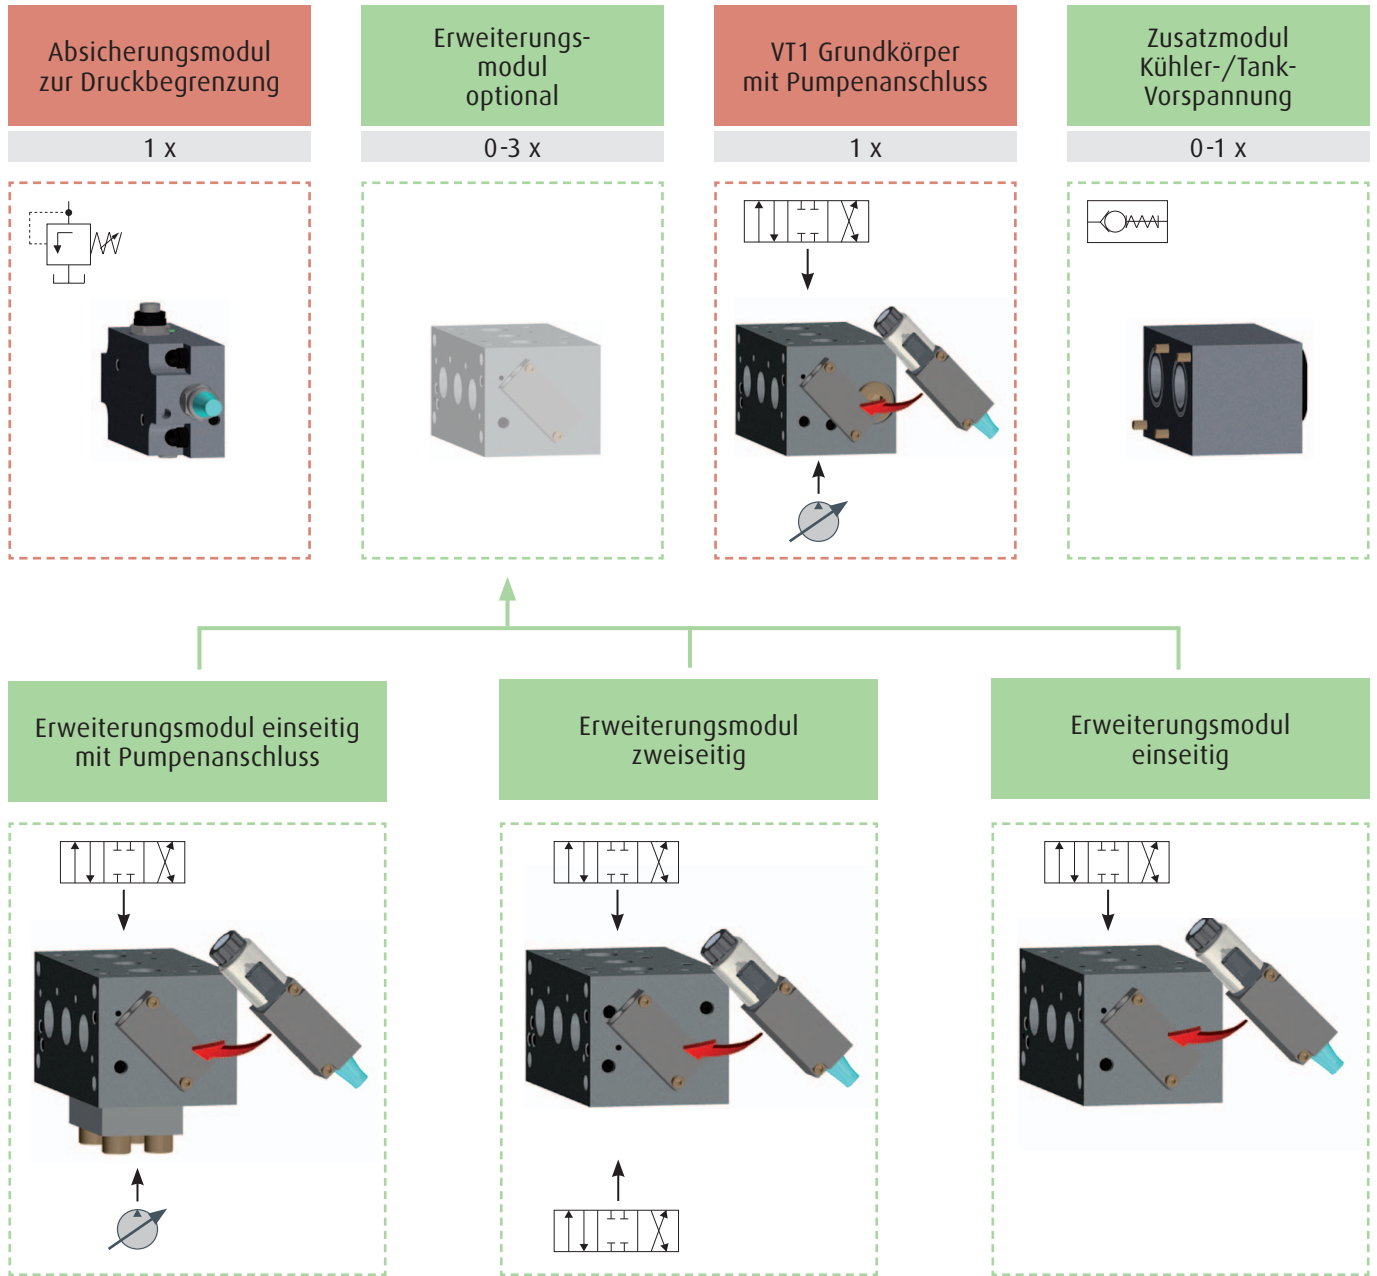 Absicherungsmodul
zur Druckbegrenzung
1 x
Erweiterungs-
modul
optional
0-3 x
VT1 Grundkörper
mit Pumpenanschluss
1 x
Zusatzmodul
Kühler-/Tank-
Vorspannung
0-1 x
Erweiterungsmodul einseitig
mit Pumpenanschluss
Erweiterungsmodul
zweiseitig
Erweiterungsmodul
einseitig